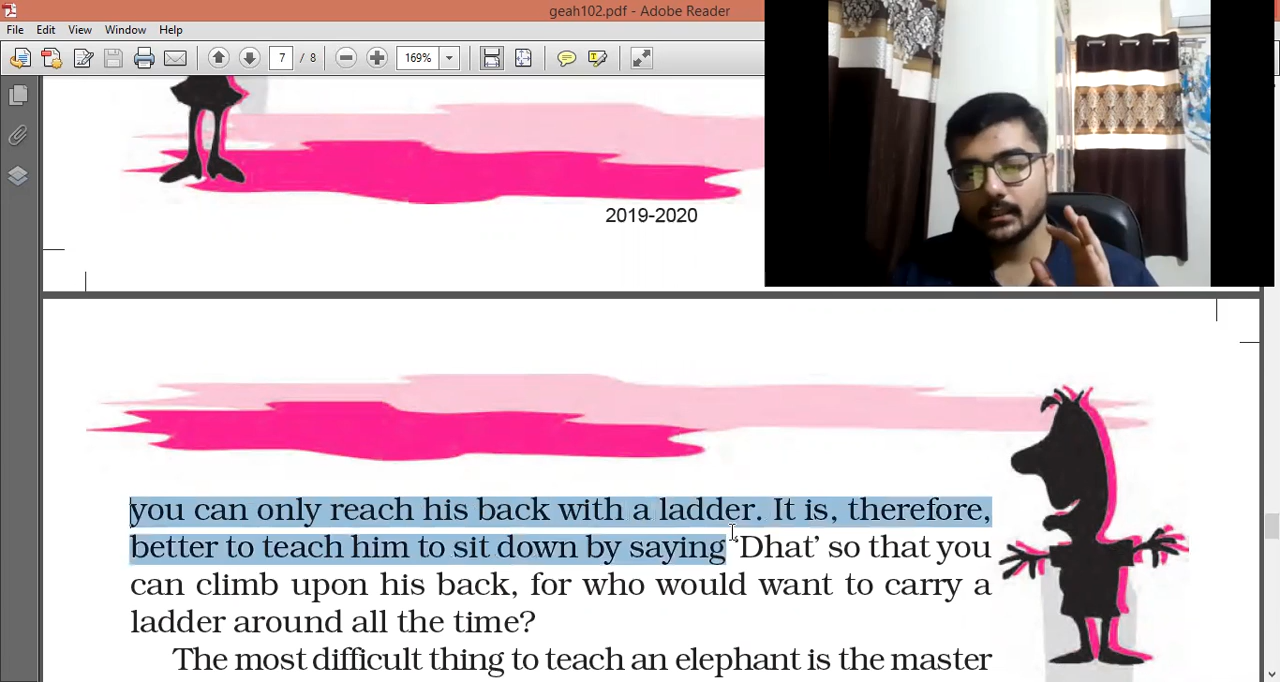 geah102.pdf - Adobe Reader
File Edit View Window Help
7 / 8 169%
2019-2020
you can only reach his back with a ladder. It is, therefore,
better to teach him to sit down by saying ‘Dhat’ so that you
can climb upon his back, for who would want to carry a
ladder around all the time?
The most difficult thing to teach an elephant is the master